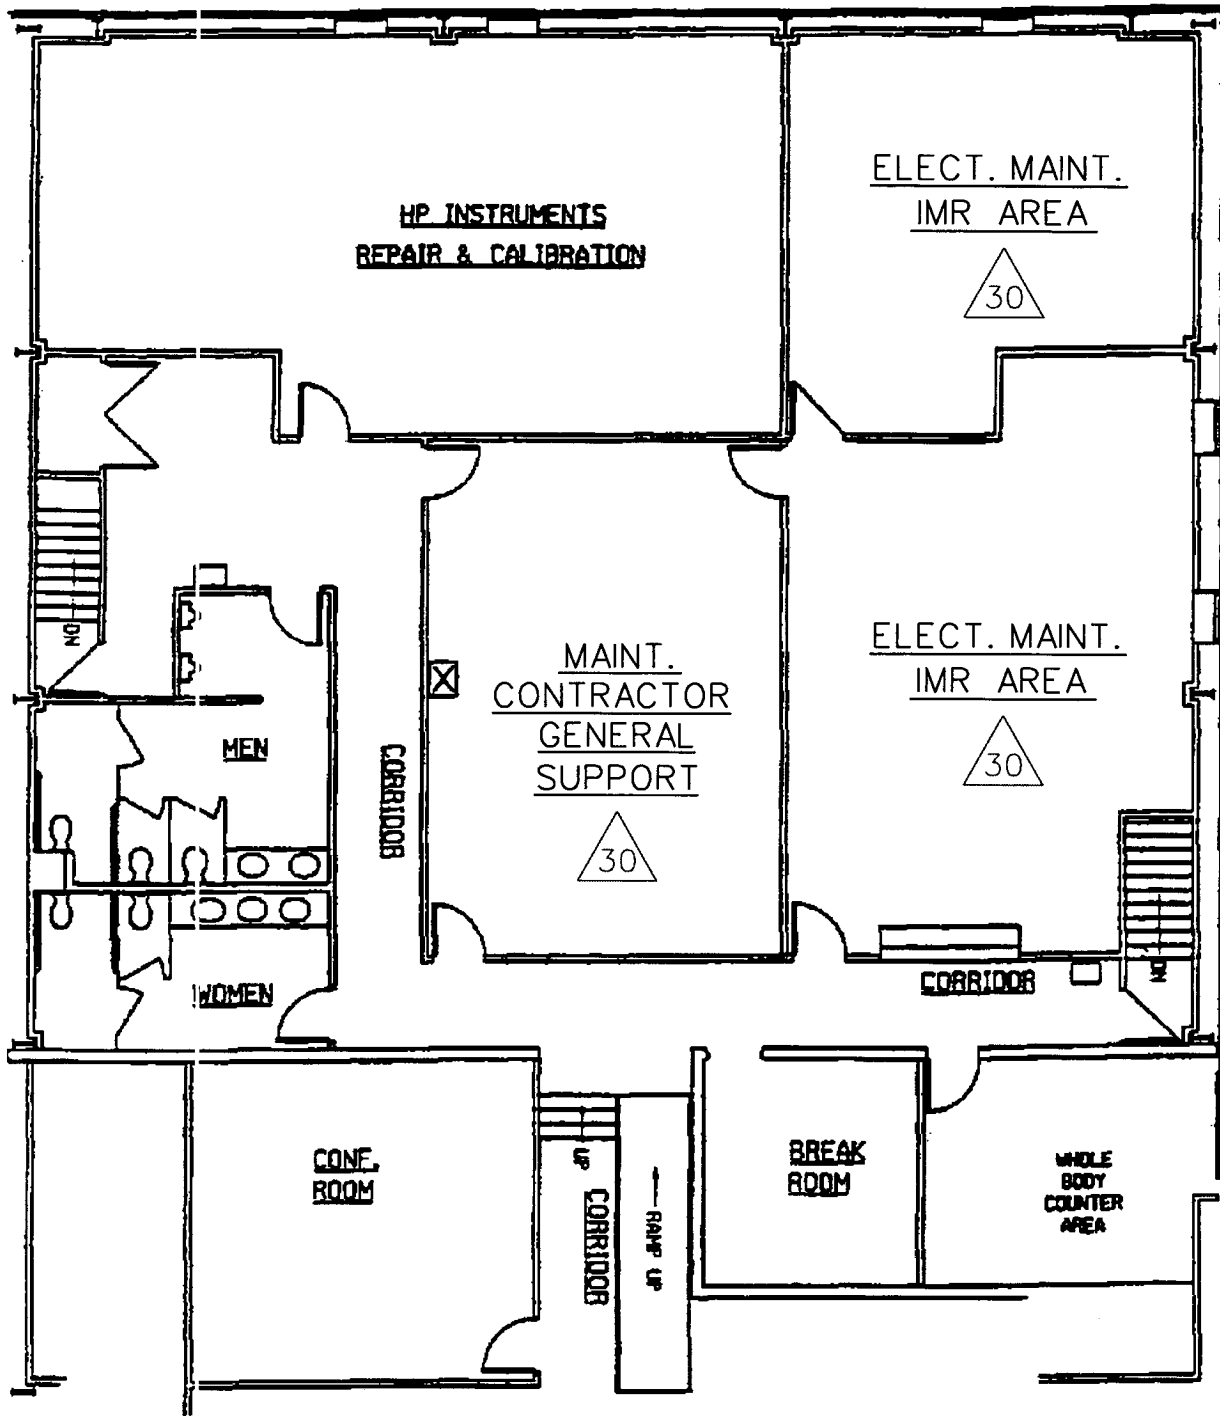 HP INSTRUMENTS
REPAIR & CALIBRATION
ELECT. MAINT.
IMR AREA
30
DN
MAINT.
CONTRACTOR
GENERAL
SUPPORT
30
ELECT. MAINT.
IMR AREA
30
MEN
CORRIDOR
WOMEN
CORRIDOR
DN
CONF.
ROOM
UP
CORRIDOR
RAMP UP
BREAK
ROOM
WHOLE
BODY
COUNTER
AREA